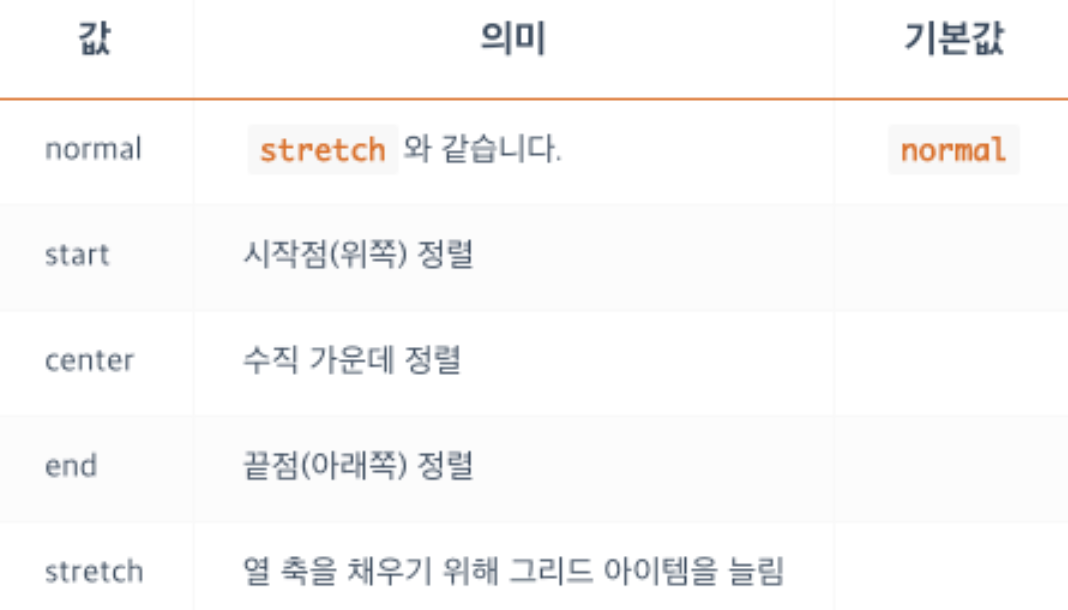 값 의미 기본값
normal stretch 와 같습니다. normal
start 시작점(위쪽) 정렬
center 수직 가운데 정렬
end 끝점(아래쪽) 정렬
stretch 열 축을 채우기 위해 그리드 아이템을 늘림